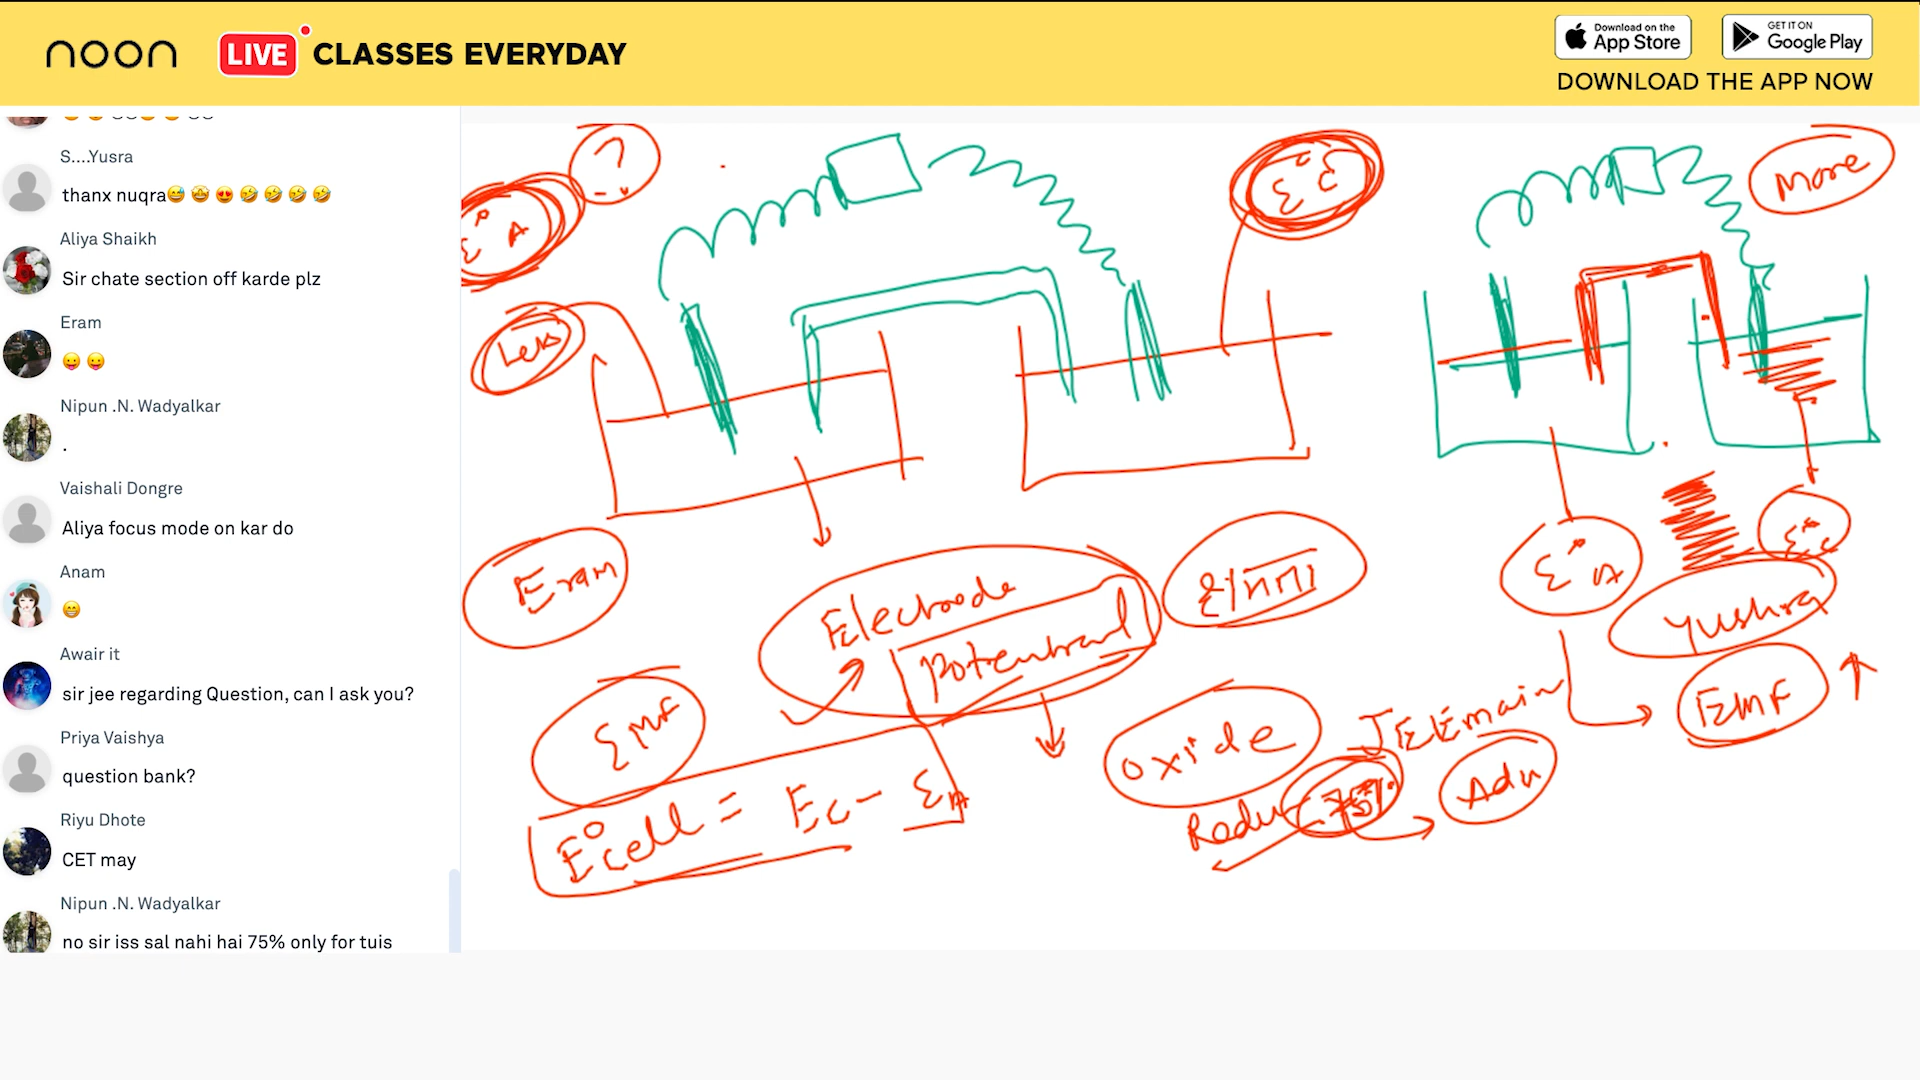 noon LIVE CLASSES EVERYDAY
Download on the App Store
GET IT ON Google Play
DOWNLOAD THE APP NOW
S....Yusra
thanx nuqra😅 🤩 😍 🤣 🤣 🤣 🤣
Aliya Shaikh
Sir chate section off karde plz
Eram
😛 😛
Nipun .N. Wadyalkar
.
Vaishali Dongre
Aliya focus mode on kar do
Anam
😁
Awair it
sir jee regarding Question, can I ask you?
Priya Vaishya
question bank?
Riyu Dhote
CET may
Nipun .N. Wadyalkar
no sir iss sal nahi hai 75% only for tuis
?
E° A
E° C
More
Less
Eram
Electrode
Potential
E° A
E° C
Yushra
EMF ↑
EMF
E°cell = EC - EA
oxide
JEE main
Redu
75%
Adv